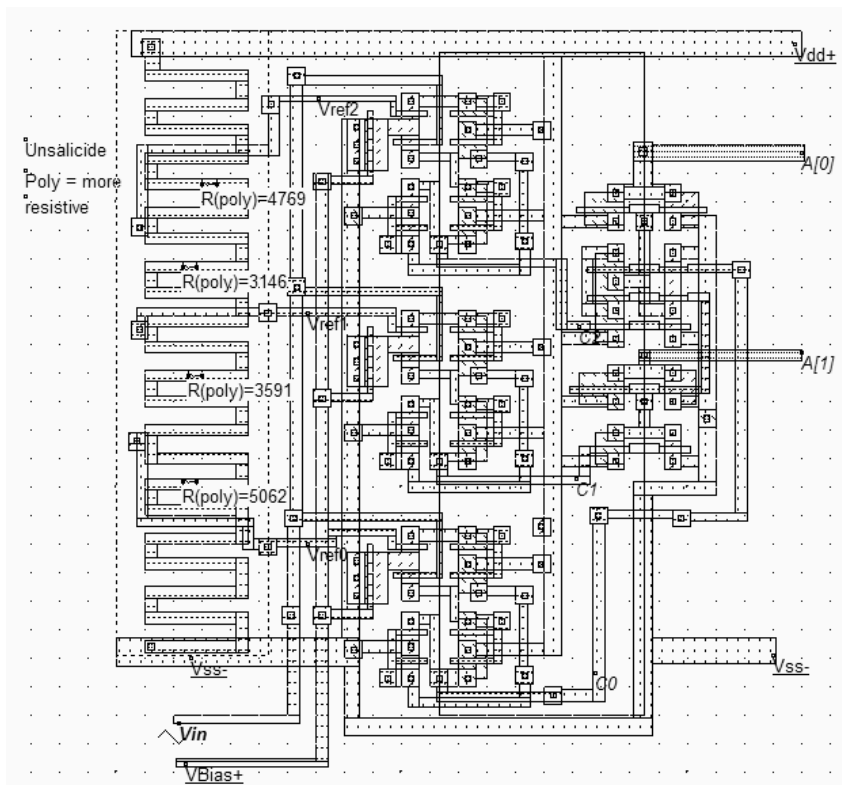 Vdd+
Vref2
Unsalicide
Poly = more
resistive
A[0]
R(poly)=4769
R(poly)=3146
Vref1
C2
A[1]
R(poly)=3591
R(poly)=5062
C1
Vref0
Vss-
Vss-
C0
Vin
VBias+